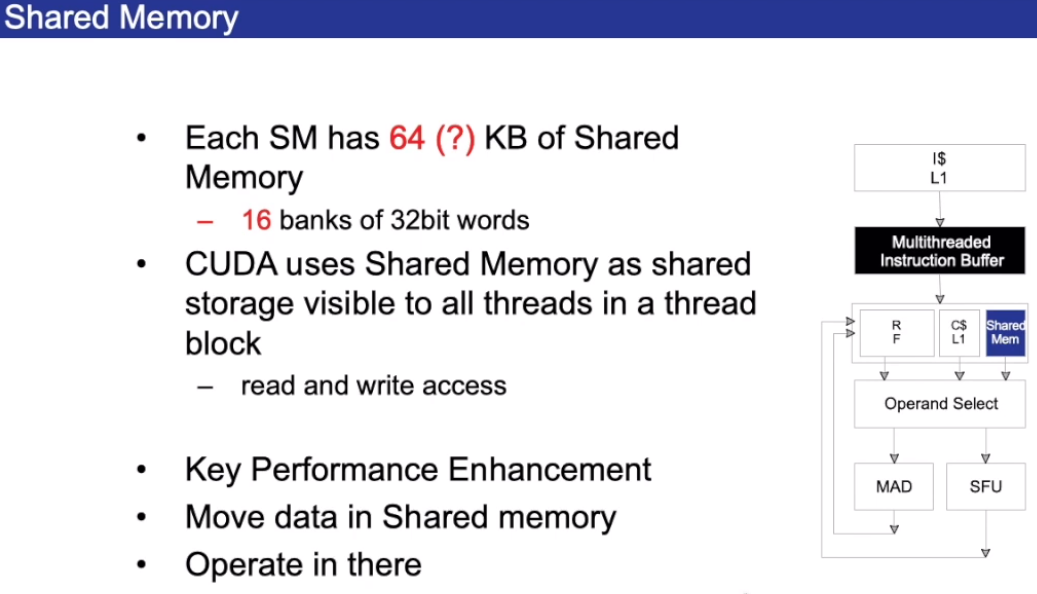 Shared Memory
• Each SM has 64 (?) KB of Shared
Memory
– 16 banks of 32bit words
• CUDA uses Shared Memory as shared
storage visible to all threads in a thread
block
– read and write access
• Key Performance Enhancement
• Move data in Shared memory
• Operate in there
I$
L1
Multithreaded
Instruction Buffer
R
F
C$
L1
Shared
Mem
Operand Select
MAD
SFU